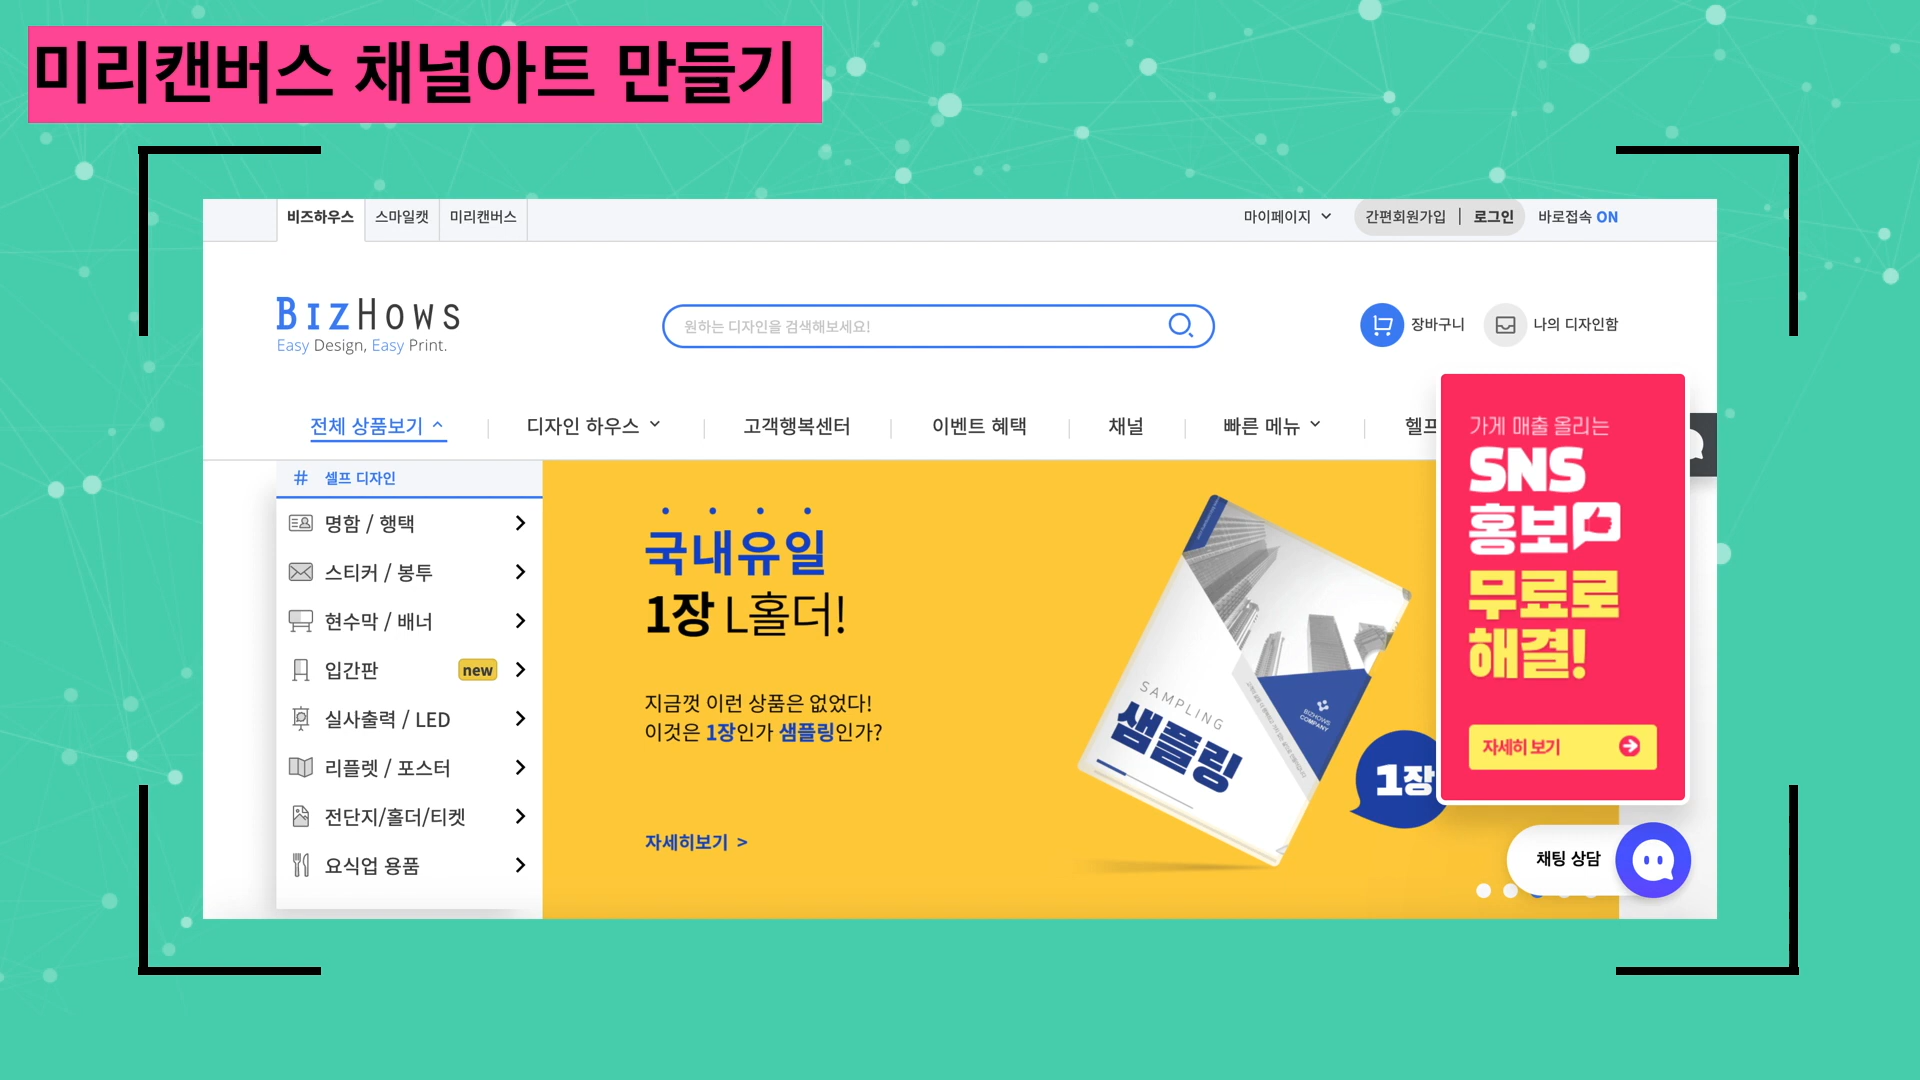 미리캔버스 채널아트 만들기
비즈하우스 스마일캣 미리캔버스
마이페이지 간편회원가입 | 로그인 바로접속 ON
BIZHOWS
Easy Design, Easy Print.
원하는 디자인을 검색해보세요!
장바구니 나의 디자인함
전체 상품보기 디자인 하우스 고객행복센터 이벤트 혜택 채널 빠른 메뉴 헬프
# 셀프 디자인
명함 / 행택
스티커 / 봉투
현수막 / 배너
입간판 new
실사출력 / LED
리플렛 / 포스터
전단지/홀더/티켓
요식업 용품
국내유일
1장 L홀더!
지금껏 이런 상품은 없었다!
이것은 1장인가 샘플링인가?
자세히보기 >
SAMPLING
샘플링
BIZHOWS
COMPANY
1장
가게 매출 올리는
SNS
홍보
무료로
해결!
자세히 보기
채팅 상담